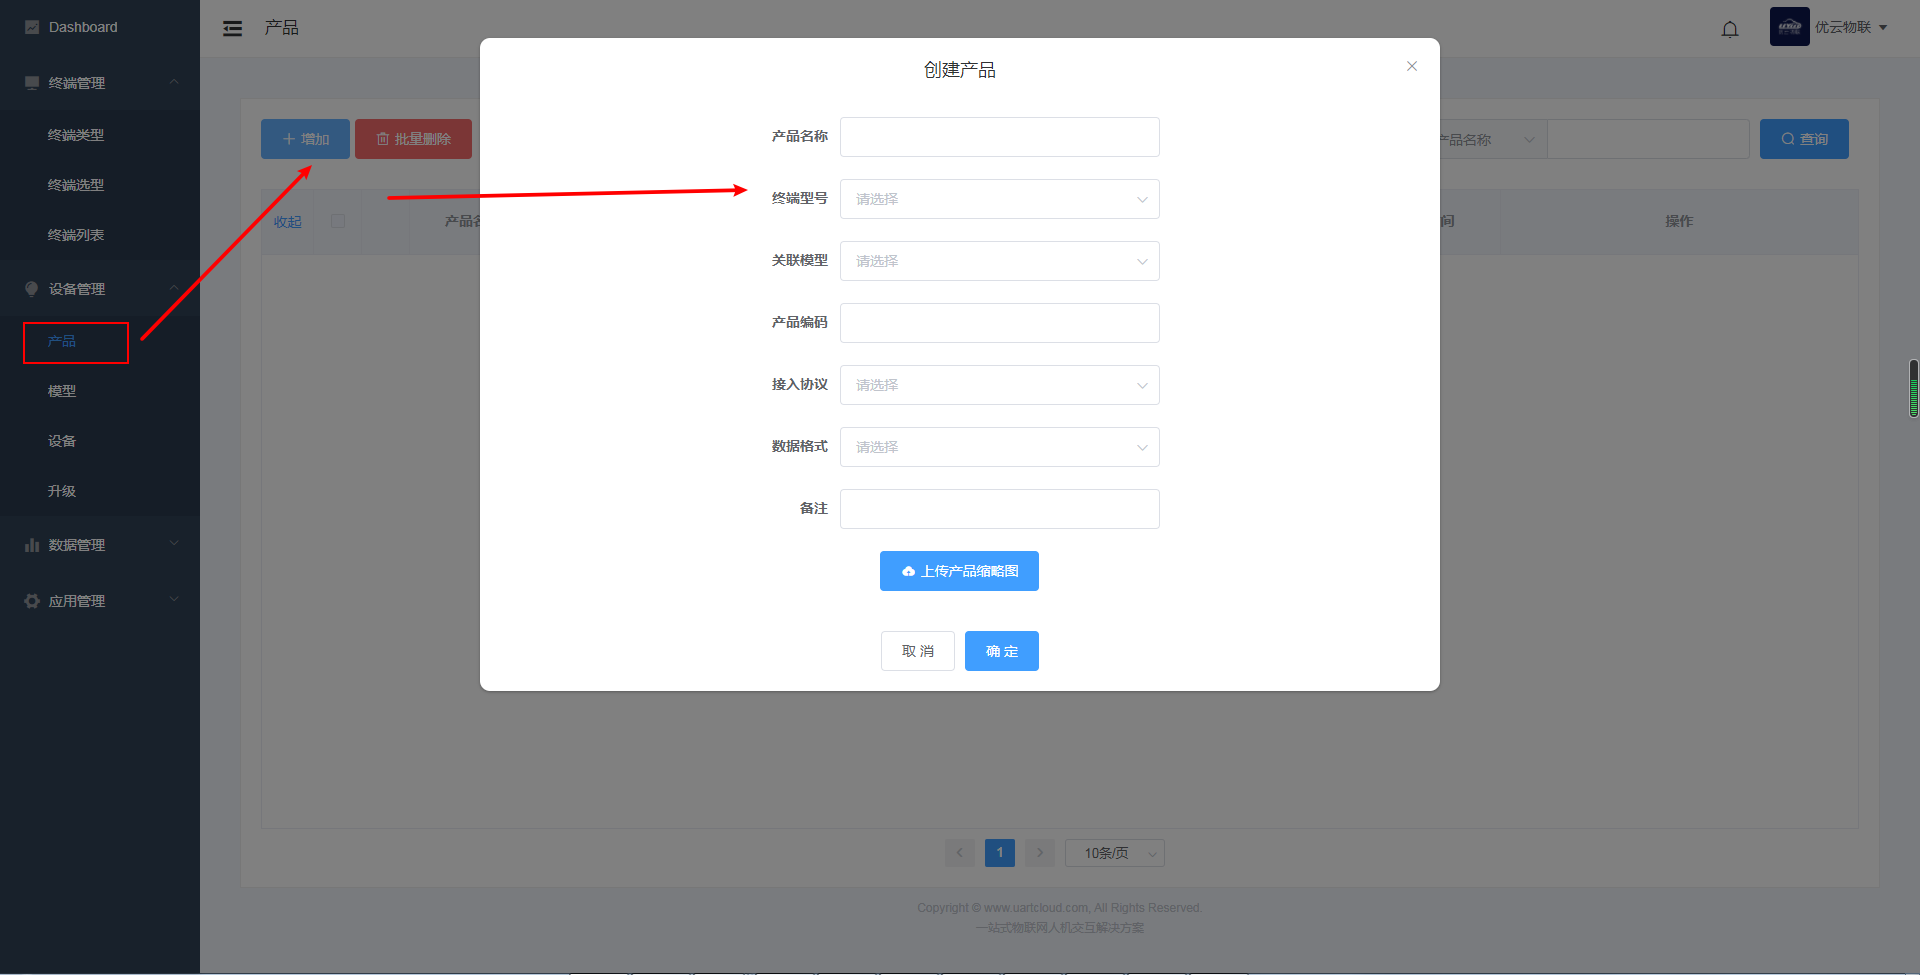 Dashboard
终端管理
终端类型
终端选型
终端列表
设备管理
产品
模型
设备
升级
数据管理
应用管理
产品
优云物联
增加
批量删除
产品名称
查询
收起
产品名
间
操作
创建产品
产品名称
终端型号 请选择
关联模型 请选择
产品编码
接入协议 请选择
数据格式 请选择
备注
上传产品缩略图
取 消 确 定
1
10条/页
Copyright © www.uartcloud.com, All Rights Reserved.
一站式物联网人机交互解决方案